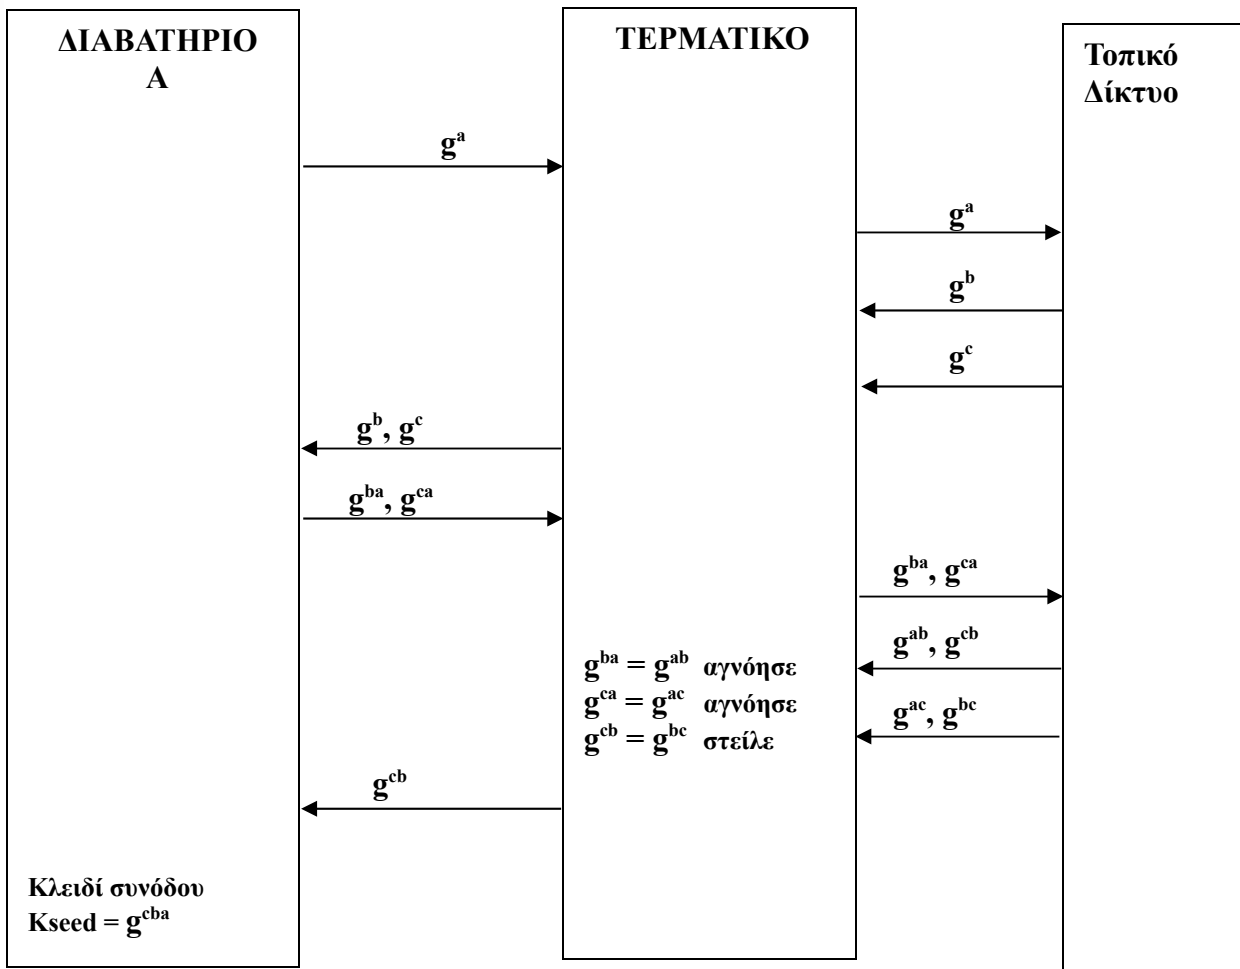 ΔΙΑΒΑΤΗΡΙΟ
Α
ΤΕΡΜΑΤΙΚΟ
Τοπικό
Δίκτυο
g^a
g^a
g^b
g^c
g^b, g^c
g^ba, g^ca
g^ba, g^ca
g^ab, g^cb
g^ba = g^ab αγνόησε
g^ca = g^ac αγνόησε
g^cb = g^bc στείλε
g^ac, g^bc
g^cb
Κλειδί συνόδου
Kseed = g^cba